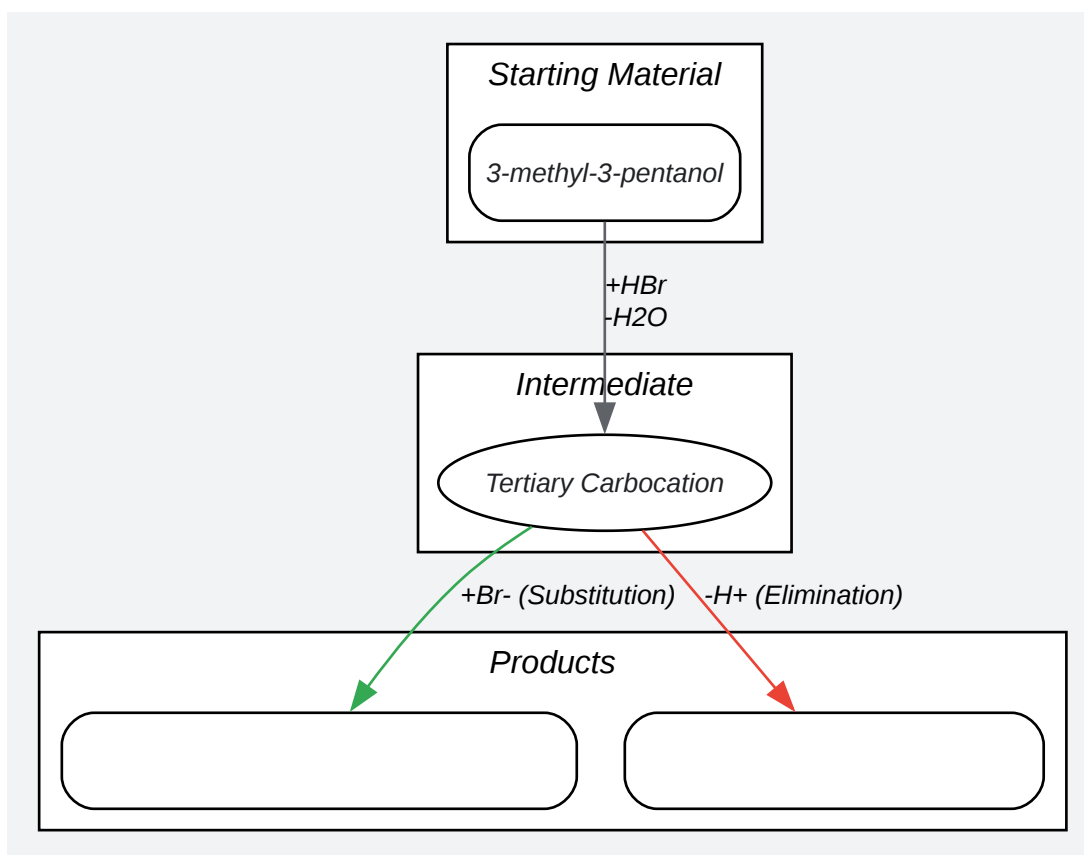 Starting Material
3-methyl-3-pentanol
+HBr
-H2O
Intermediate
Tertiary Carbocation
+Br- (Substitution)
-H+ (Elimination)
Products